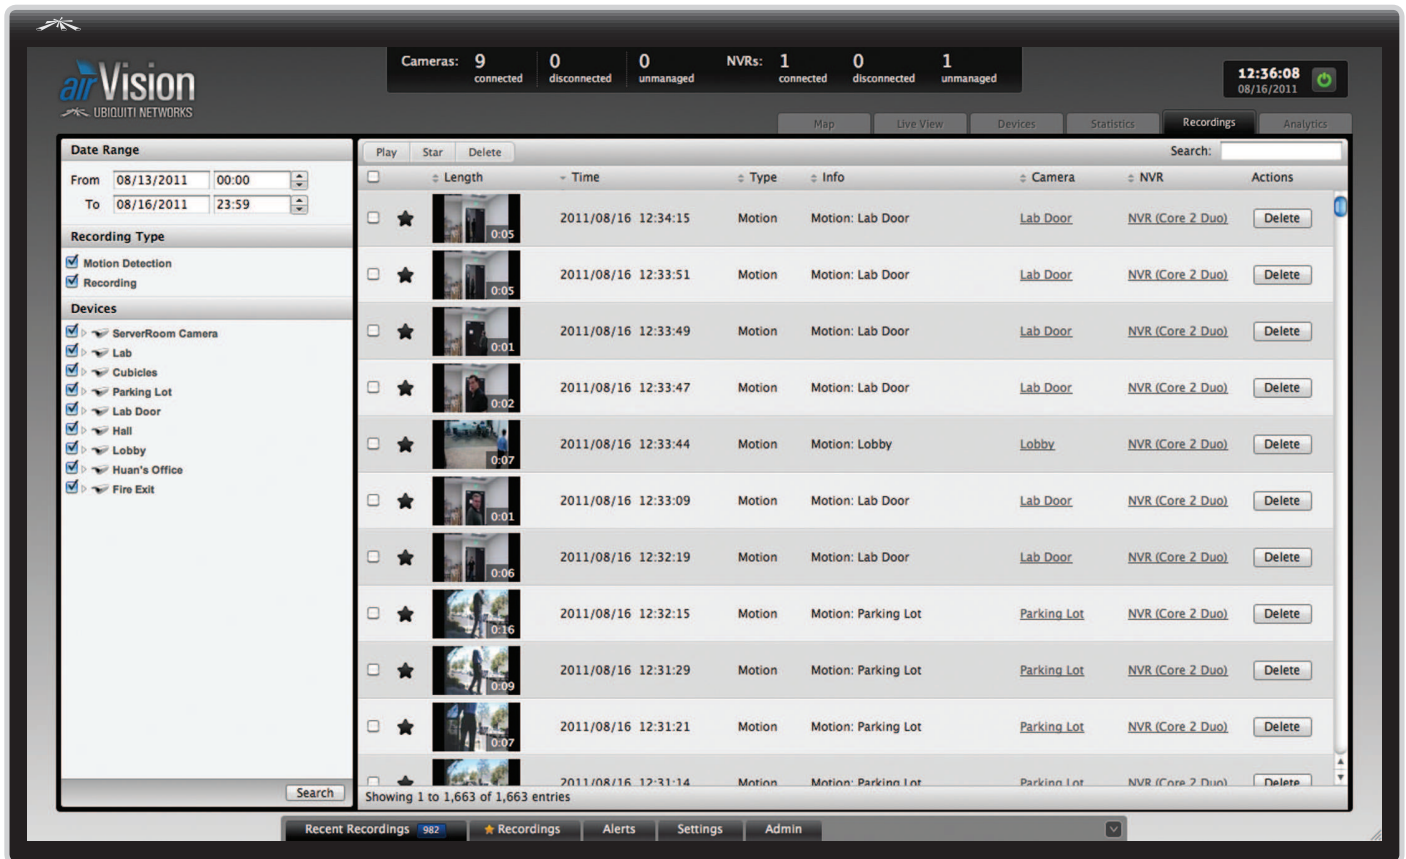 Cameras: 9 connected 0 disconnected 0 unmanaged NVRs: 1 connected 0 disconnected 1 unmanaged
airVision
UBIQUITI NETWORKS
12:36:08
08/16/2011
Map Live View Devices Statistics Recordings Analytics
Date Range
From 08/13/2011 00:00
To 08/16/2011 23:59
Recording Type
Motion Detection
Recording
Devices
ServerRoom Camera
Lab
Cubicles
Parking Lot
Lab Door
Hall
Lobby
Huan's Office
Fire Exit
Search
Play Star Delete Search:
Length Time Type Info Camera NVR Actions
0:05 2011/08/16 12:34:15 Motion Motion: Lab Door Lab Door NVR (Core 2 Duo) Delete
0:05 2011/08/16 12:33:51 Motion Motion: Lab Door Lab Door NVR (Core 2 Duo) Delete
0:01 2011/08/16 12:33:49 Motion Motion: Lab Door Lab Door NVR (Core 2 Duo) Delete
0:02 2011/08/16 12:33:47 Motion Motion: Lab Door Lab Door NVR (Core 2 Duo) Delete
0:07 2011/08/16 12:33:44 Motion Motion: Lobby Lobby NVR (Core 2 Duo) Delete
0:01 2011/08/16 12:33:09 Motion Motion: Lab Door Lab Door NVR (Core 2 Duo) Delete
0:06 2011/08/16 12:32:19 Motion Motion: Lab Door Lab Door NVR (Core 2 Duo) Delete
0:16 2011/08/16 12:32:15 Motion Motion: Parking Lot Parking Lot NVR (Core 2 Duo) Delete
0:09 2011/08/16 12:31:29 Motion Motion: Parking Lot Parking Lot NVR (Core 2 Duo) Delete
0:07 2011/08/16 12:31:21 Motion Motion: Parking Lot Parking Lot NVR (Core 2 Duo) Delete
2011/08/16 12:31:14 Motion Motion: Parking Lot Parking Lot NVR (Core 2 Duo) Delete
Showing 1 to 1,663 of 1,663 entries
Recent Recordings 982 Recordings Alerts Settings Admin